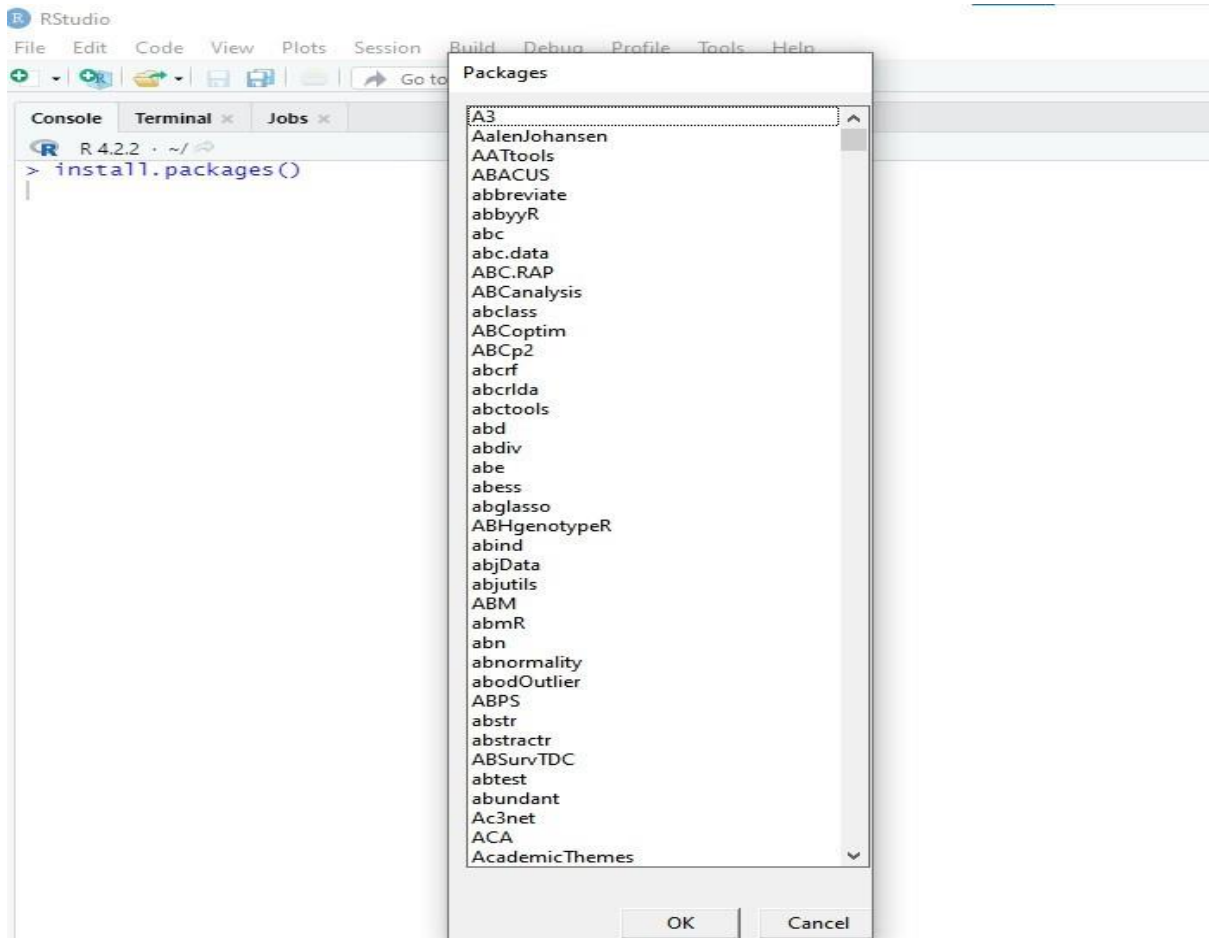 RStudio
File Edit Code View Plots Session Build Debug Profile Tools Help
Go to
Packages
Console Terminal Jobs
R 4.2.2 · ~/
> install.packages()
A3
AalenJohansen
AATtools
ABACUS
abbreviate
abbyyR
abc
abc.data
ABC.RAP
ABCanalysis
abclass
ABCoptim
ABCp2
abcrf
abcrlda
abctools
abd
abdiv
abe
abess
abglasso
ABHgenotypeR
abind
abjData
abjutils
ABM
abmR
abn
abnormality
abodOutlier
ABPS
abstr
abstractr
ABSurvTDC
abtest
abundant
Ac3net
ACA
AcademicThemes
OK Cancel